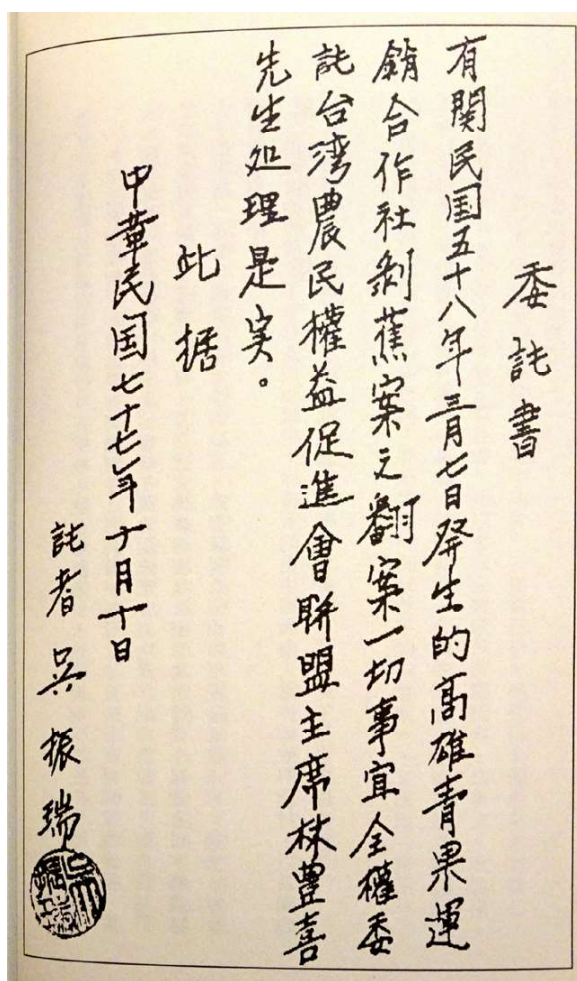 委託書
有関民国五十八年三月七日発生的高雄青果運
銷合作社剝蕉案之翻案一切事宜全權委
託台湾農民權益促進會聯盟主席林豊喜
先生処理是実。
此据
中華民国七十七年十月十日
託者吳振瑞